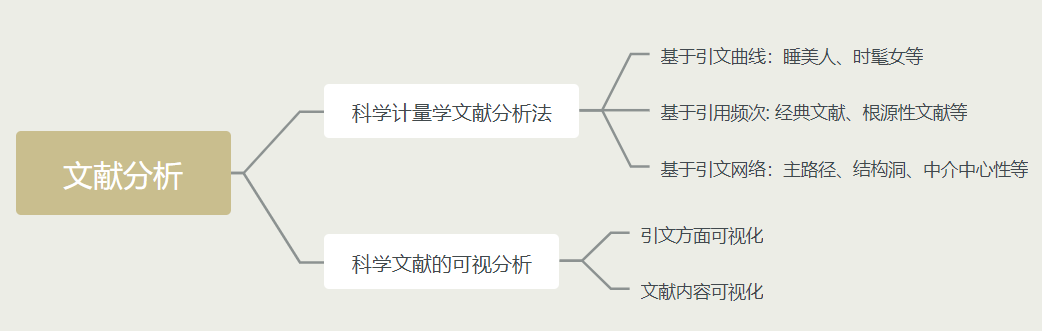 文献分析
科学计量学文献分析法
基于引文曲线：睡美人、时髦女等
基于引用频次: 经典文献、根源性文献等
基于引文网络：主路径、结构洞、中介中心性等
科学文献的可视分析
引文方面可视化
文献内容可视化